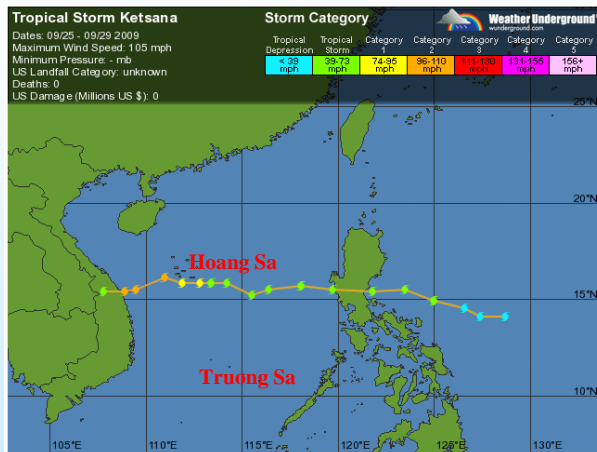 Tropical Storm Ketsana
Dates: 09/25 - 09/29 2009
Maximum Wind Speed: 105 mph
Minimum Pressure: - mb
US Landfall Category: unknown
Deaths: 0
US Damage (Millions US $): 0
Storm Category
Weather Underground
wunderground.com
Tropical Depression
Tropical Storm
Category 1
Category 2
Category 3
Category 4
Category 5
< 39 mph
39-73 mph
74-95 mph
96-110 mph
111-130 mph
131-155 mph
156+ mph
25°N
20°N
Hoang Sa
15°N
Truong Sa
10°N
105°E
110°E
115°E
120°E
125°E
130°E